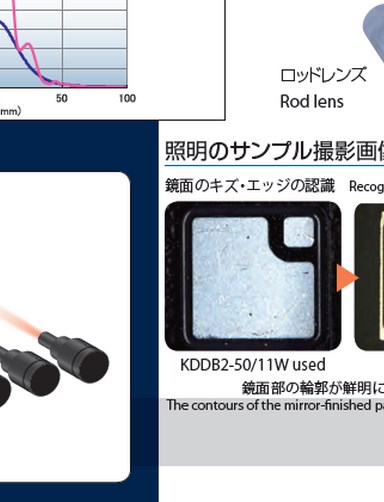 50
100
mm)
ロッドレンズ
Rod lens
照明のサンプル撮影画像
鏡面のキズ・エッジの認識 Recog
KDDB2-50/11W used
鏡面部の輪郭が鮮明に
The contours of the mirror-finished pa